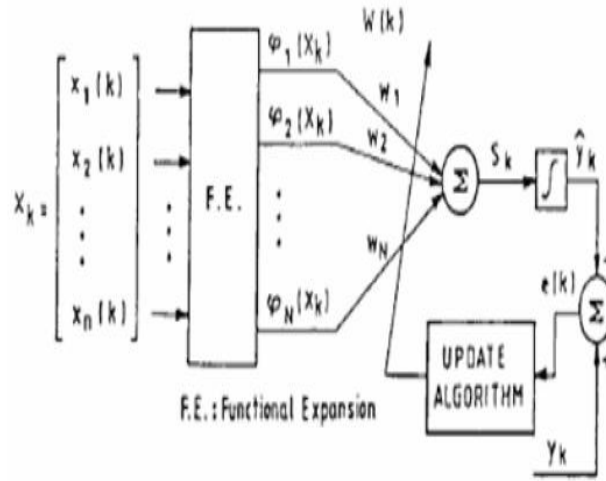 W(k)
φ1(Xk)
x1(k)
W1
φ2(Xk)
x2(k)
W2
Sk
ŷk
Xk =
F.E.
Σ
∫
WN
e(k)
Σ
φN(Xk)
xn(k)
UPDATE
ALGORITHM
F.E.: Functional Expansion
yk